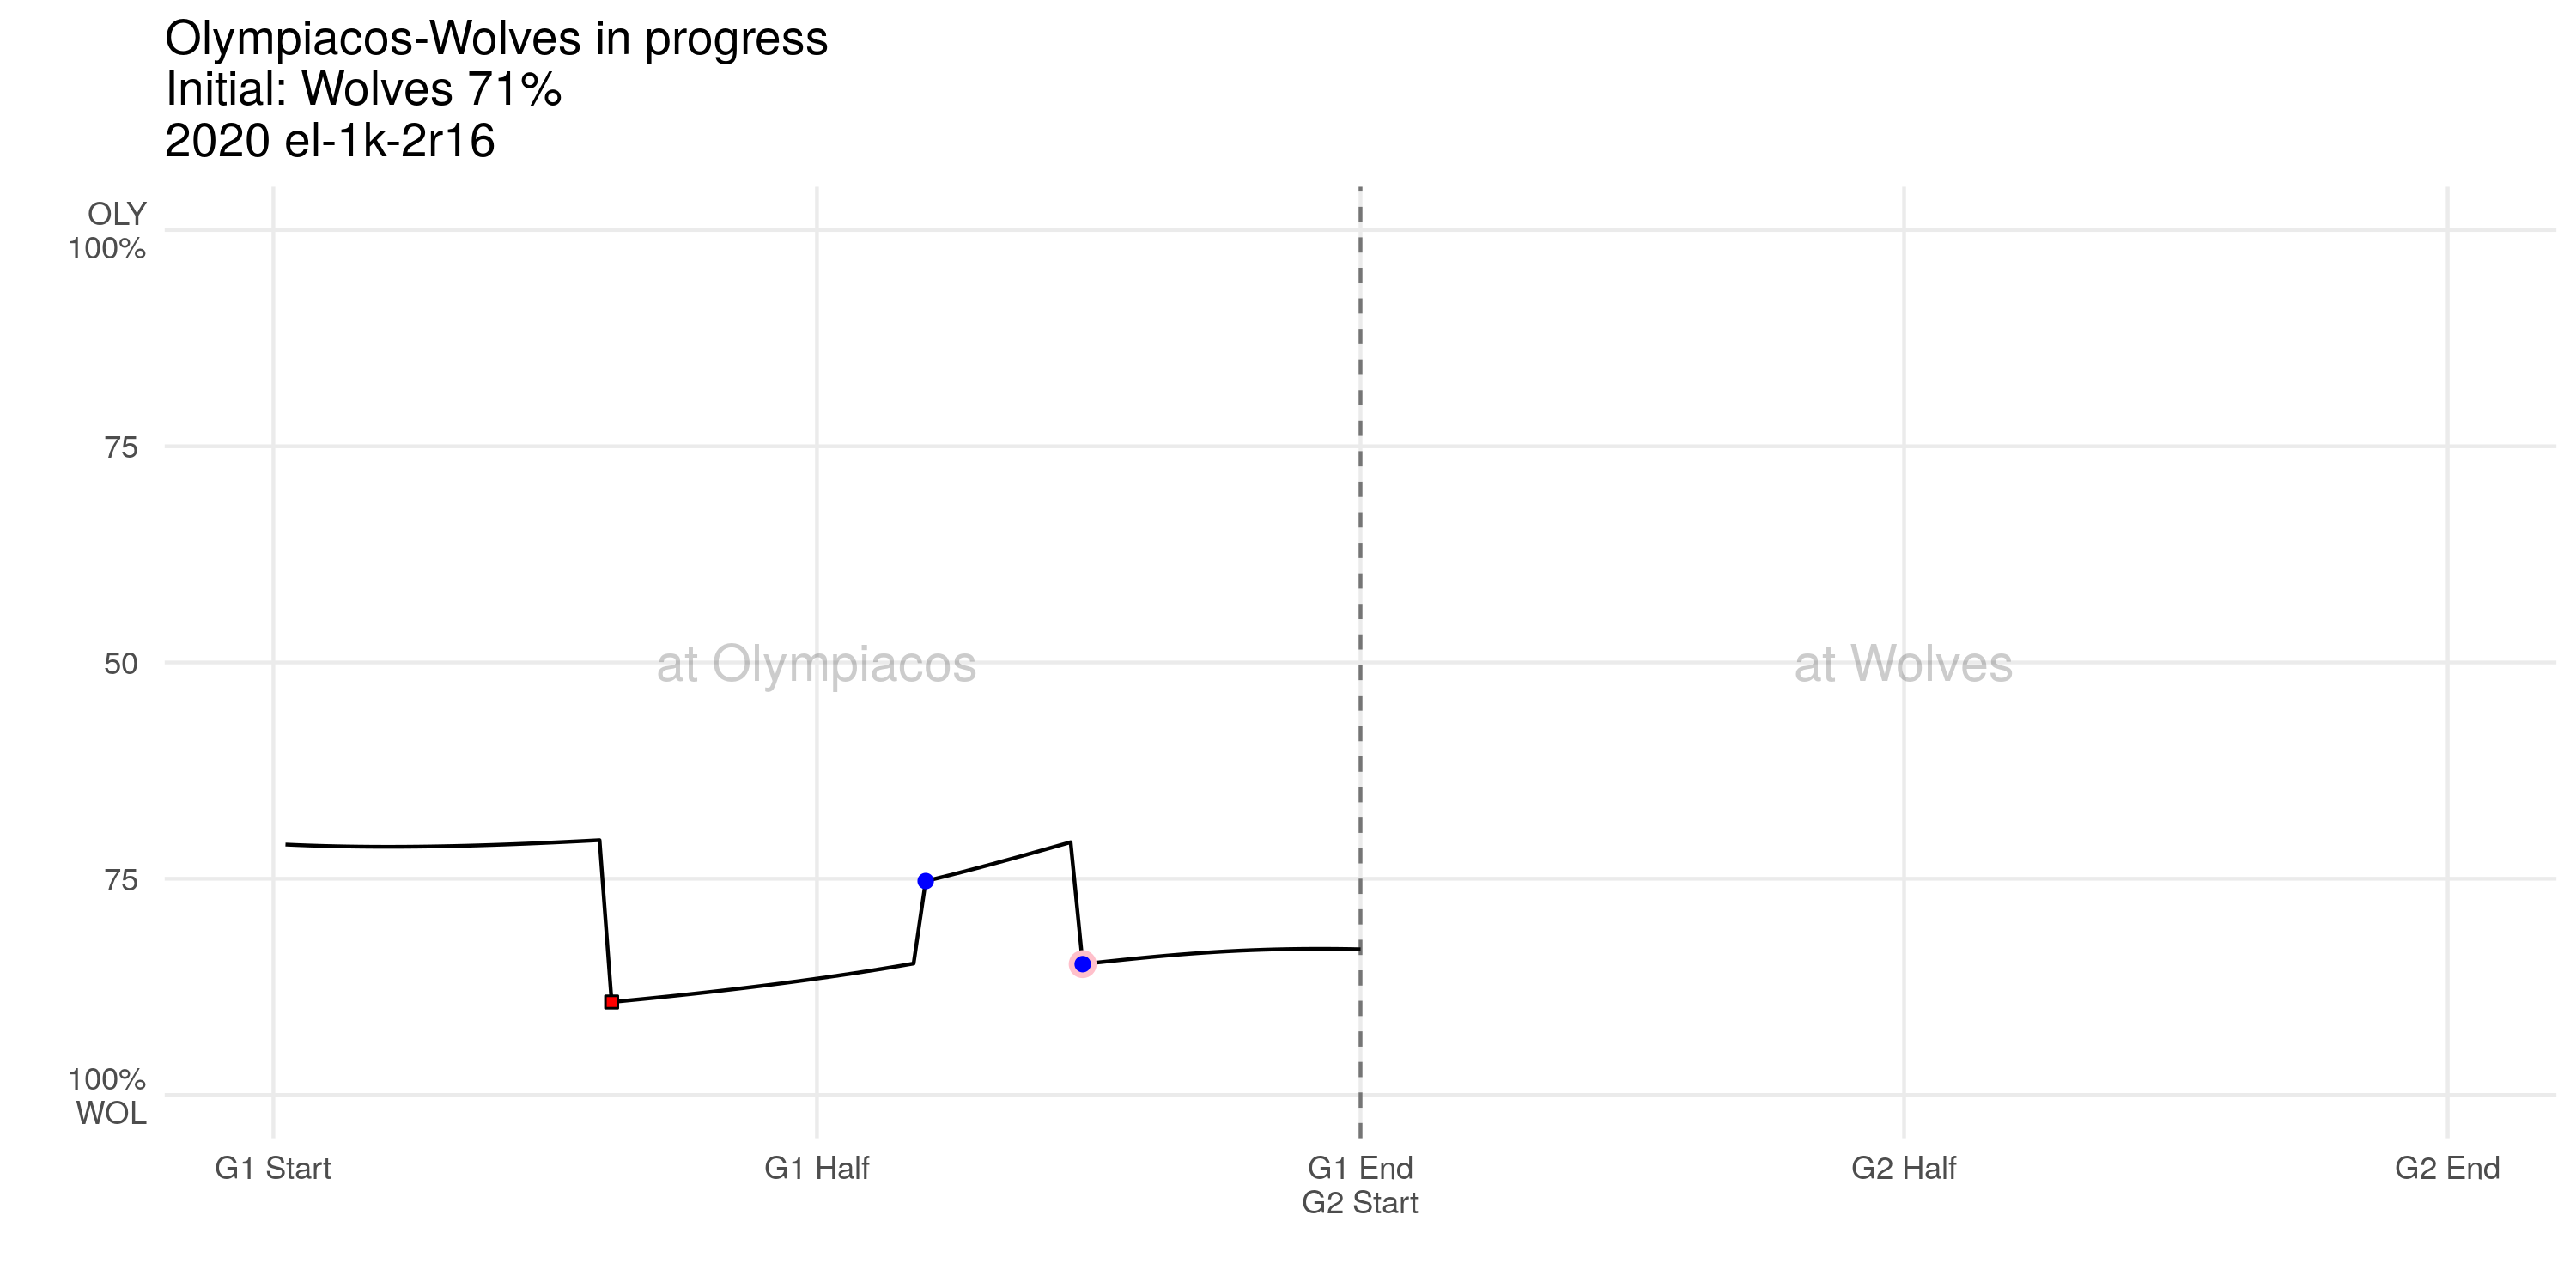 Olympiacos-Wolves in progress
Initial: Wolves 71%
2020 el-1k-2r16
OLY
100%
75
50
75
100%
WOL
at Olympiacos
at Wolves
G1 Start
G1 Half
G1 End
G2 Start
G2 Half
G2 End